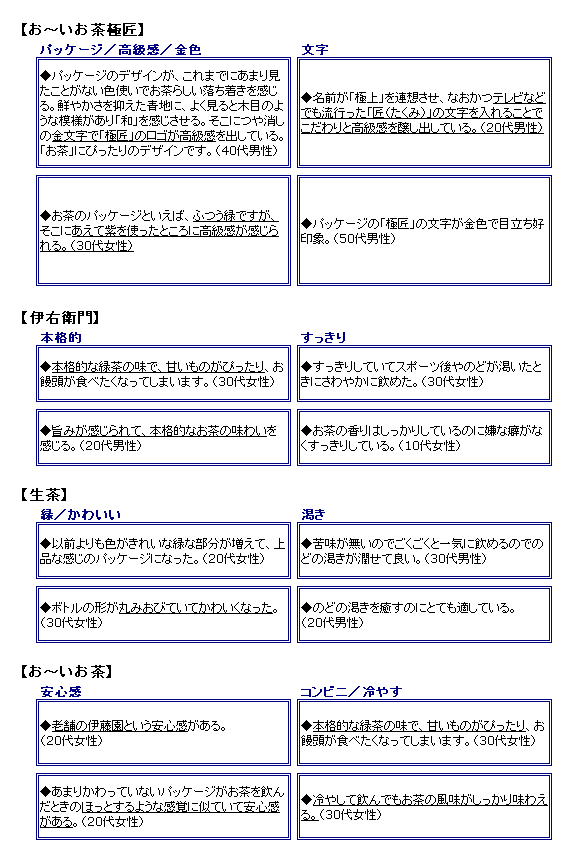 【お～いお茶極匠】
パッケージ／高級感／金色
◆パッケージのデザインが、これまでにあまり見
たことがない色使いでお茶らしい落ち着きを感じ
る。鮮やかさを抑えた青地に、よく見ると木目のよ
うな模様があり「和」を感じさせる。そこにつや消し
の金文字で「極匠」のロゴが高級感を出している。
「お茶」にぴったりのデザインです。（40代男性）
文字
◆名前が「極上」を連想させ、なおかつテレビなど
でも流行った「匠（たくみ）」の文字を入れることで
こだわりと高級感を醸し出している。（20代男性）
◆お茶のパッケージといえば、ふつう緑ですが、
そこにあえて紫を使ったところに高級感が感じら
れる。（30代女性）
◆パッケージの「極匠」の文字が金色で目立ち好
印象。（50代男性）
【伊右衛門】
本格的
◆本格的な緑茶の味で、甘いものがぴったり、お
饅頭が食べたくなってしまいます。（30代女性）
すっきり
◆すっきりしていてスポーツ後やのどが渇いたと
きにさわやかに飲めた。（30代女性）
◆旨みが感じられて、本格的なお茶の味わいを
感じる。（20代男性）
◆お茶の香りはしっかりしているのに嫌な癖がな
くすっきりしている。（10代女性）
【生茶】
緑／かわいい
◆以前よりも色がきれいな緑な部分が増えて、上
品な感じのパッケージになった。（20代女性）
渇き
◆苦味が無いのでごくごくと一気に飲めるのでの
どの渇きが潤せて良い。（30代男性）
◆ボトルの形が丸みおびていてかわいくなった。
（30代女性）
◆のどの渇きを癒すのにとても適している。
（20代男性）
【お～いお茶】
安心感
◆老舗の伊藤園という安心感がある。
（20代女性）
コンビニ／冷やす
◆本格的な緑茶の味で、甘いものがぴったり、お
饅頭が食べたくなってしまいます。（30代女性）
◆あまりかわっていないパッケージがお茶を飲ん
だときのほっとするような感覚に似ていて安心感
がある。（20代女性）
◆冷やして飲んでもお茶の風味がしっかり味わえ
る。（30代女性）